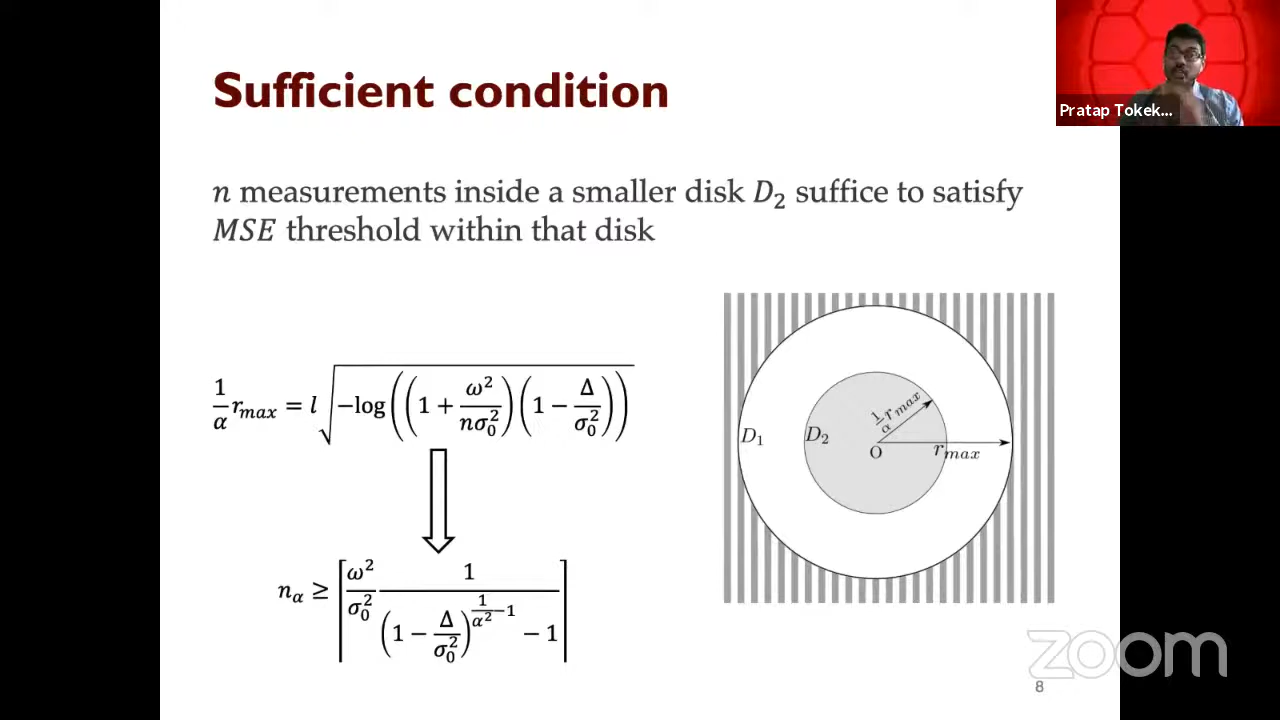 Sufficient condition
Pratap Tokek...
n measurements inside a smaller disk D₂ suffice to satisfy
MSE threshold within that disk
1/α r_max = l √(−log((1 + ω²/(nσ₀²))(1 − Δ/σ₀²)))
n_α ≥ ⌈ω²/σ₀² 1/((1 − Δ/σ₀²)^(1/α² − 1) − 1)⌉
1/α r_max
D₁
D₂
O
r_max
zoom
8